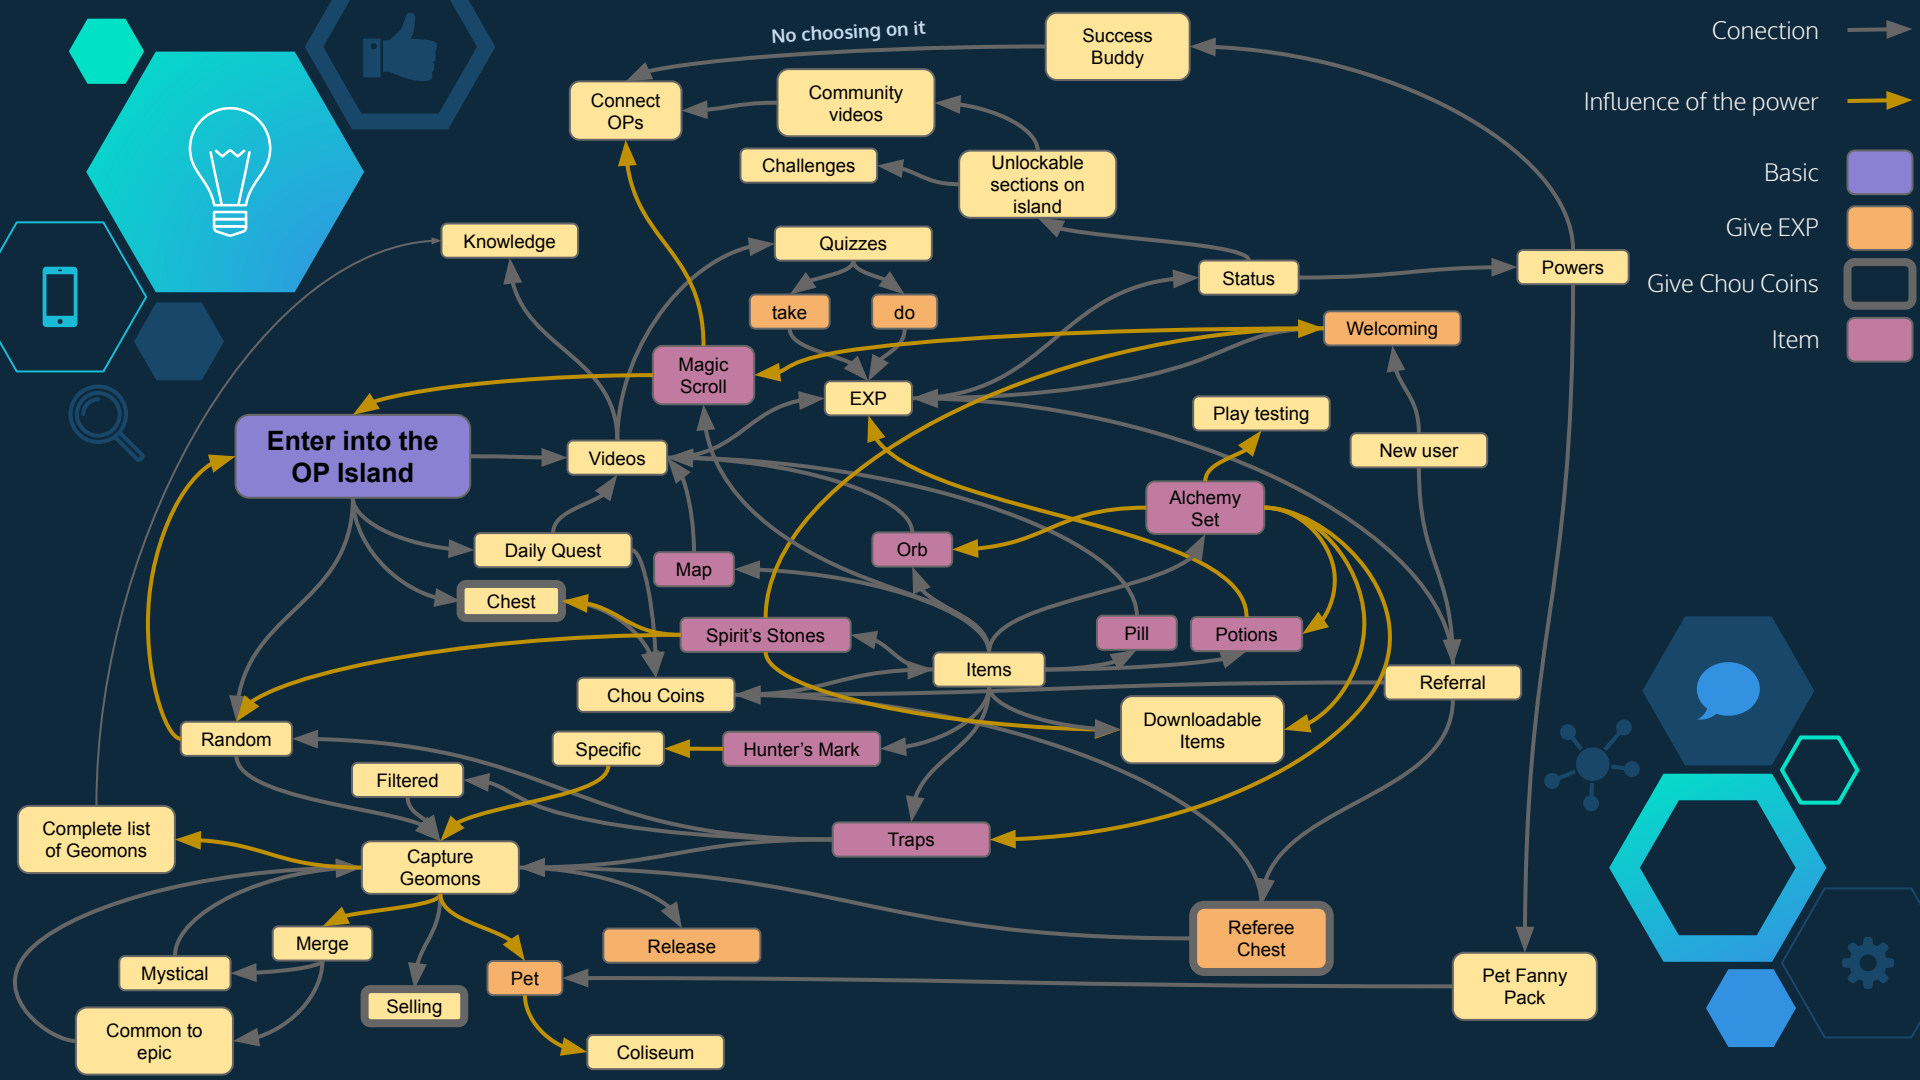 No choosing on it
Success
Buddy
Conection
Connect
OPs
Community
videos
Influence of the power
Challenges
Unlockable
sections on
island
Basic
Knowledge
Quizzes
Give EXP
Status
Powers
Give Chou Coins
take
do
Welcoming
Item
Magic
Scroll
EXP
Play testing
Enter into the
OP Island
Videos
New user
Alchemy
Set
Daily Quest
Orb
Map
Chest
Spirit's Stones
Pill
Potions
Items
Referral
Chou Coins
Random
Specific
Hunter's Mark
Downloadable
Items
Filtered
Complete list
of Geomons
Traps
Capture
Geomons
Merge
Release
Referee
Chest
Mystical
Pet
Pet Fanny
Pack
Selling
Common to
epic
Coliseum